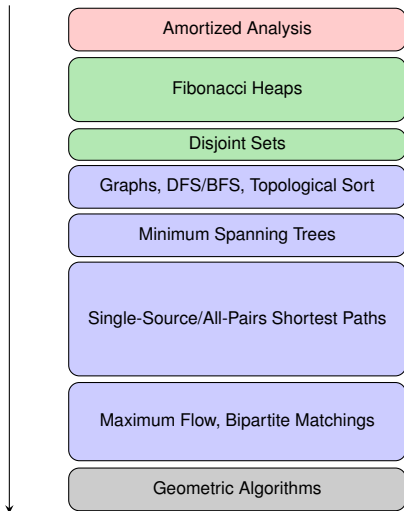 Amortized Analysis
Fibonacci Heaps
Disjoint Sets
Graphs, DFS/BFS, Topological Sort
Minimum Spanning Trees
Single-Source/All-Pairs Shortest Paths
Maximum Flow, Bipartite Matchings
Geometric Algorithms